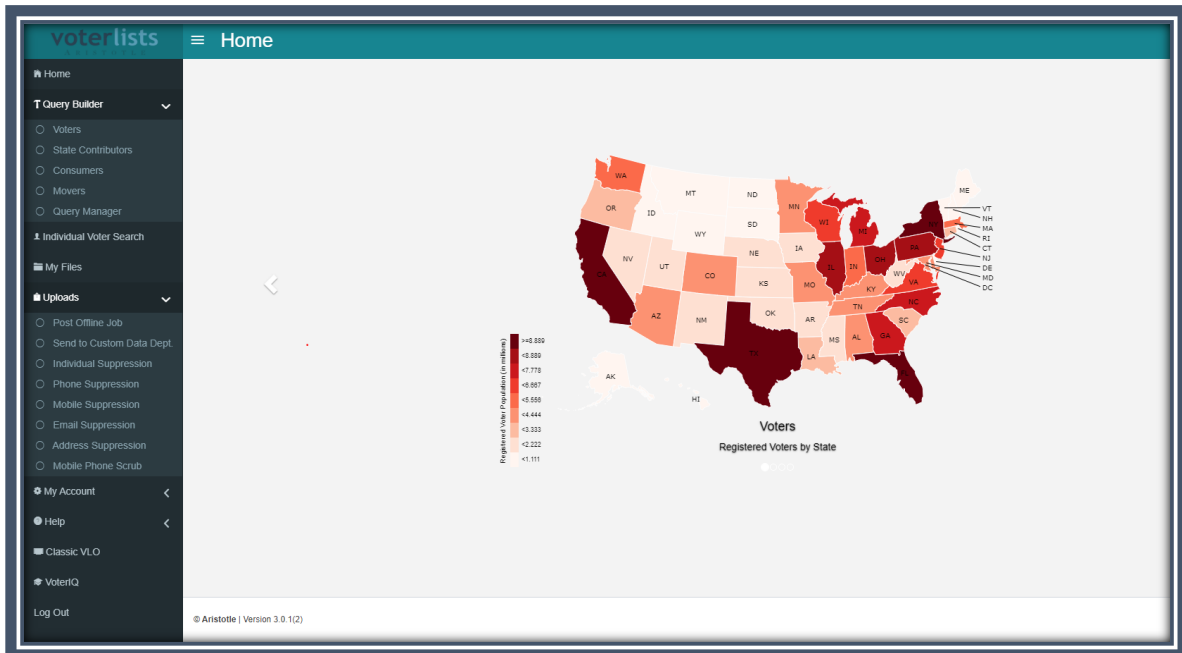 voterlists
≡ Home
Home
Query Builder
Voters
State Contributors
Consumers
Movers
Query Manager
Individual Voter Search
My Files
Uploads
Post Offline Job
Send to Custom Data Dept.
Individual Suppression
Phone Suppression
Mobile Suppression
Email Suppression
Address Suppression
Mobile Phone Scrub
My Account
Help
Classic VLO
VoterIQ
Log Out
WA
OR
ID
MT
ND
MN
WI
MI
ME
VT
NH
MA
RI
CT
NJ
DE
MD
DC
WY
SD
IA
NE
NV
UT
CO
KS
MO
IL
IN
OH
PA
WV
VA
KY
CA
AZ
NM
OK
AR
TN
NC
SC
MS
AL
GA
LA
TX
AK
HI
Registered Voter Population (in millions)
>=8.889
<8.889
<7.778
<6.667
<5.556
<4.444
<3.333
<2.222
<1.111
Voters
Registered Voters by State
© Aristotle | Version 3.0.1(2)